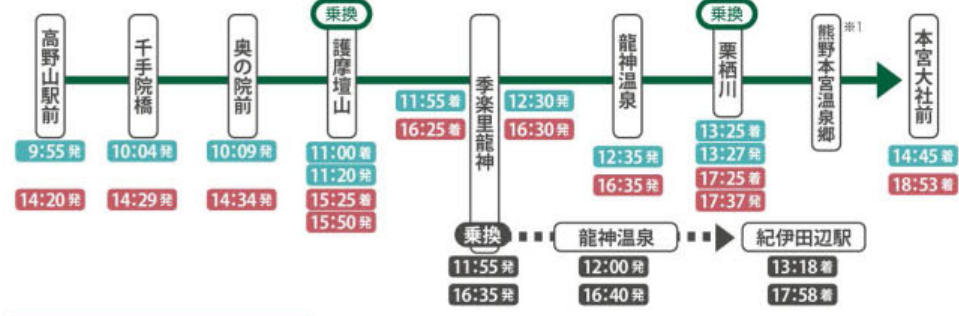 乗換
乗換
高野山駅前
千手院橋
奥の院前
護摩壇山
季楽里龍神
龍神温泉
栗栖川
熊野本宮温泉郷
※1
本宮大社前
9:55発
10:04発
10:09発
11:00着
11:20発
11:55着
12:30発
12:35発
13:25着
13:27発
14:45着
14:20発
14:29発
14:34発
15:25着
15:50発
16:25着
16:30発
16:35発
17:25着
17:37発
18:53着
乗換
龍神温泉
紀伊田辺駅
11:55発
12:00発
13:18着
16:35発
16:40発
17:58着